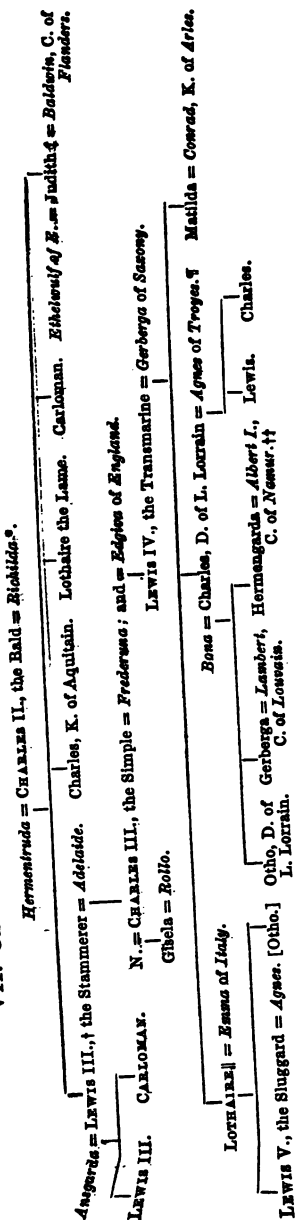 Hermentruda = CHARLES II., the Bald = Richilda.*
Ansgarda = LEWIS III.,† the Stammerer = Adelaide. Charles, K. of Aquitain. Lothaire the Lame. Carloman. Ethelwulf of E. = Judith‡ = Baldwin, C. of
Flanders.
LEWIS III. CARLOMAN. N. = CHARLES III., the Simple = Frederuna; and = Edgiva of England.
Ghela = Rollo. LEWIS IV., the Transmarine = Gerberga of Saxony.
LOTHAIRE‖ = Emma of Italy. Bona = Charles, D. of L. Lorrain = Agnes of Troyes.¶ Matilda = Conrad, K. of Arles.
LEWIS V., the Sluggard = Agnes. [Otho.] Otho, D. of Gerberga = Lambert, Hermangarda = Albert I., Lewis. Charles.
L. Lorrain. C. of Louvain. C. of Namur.††